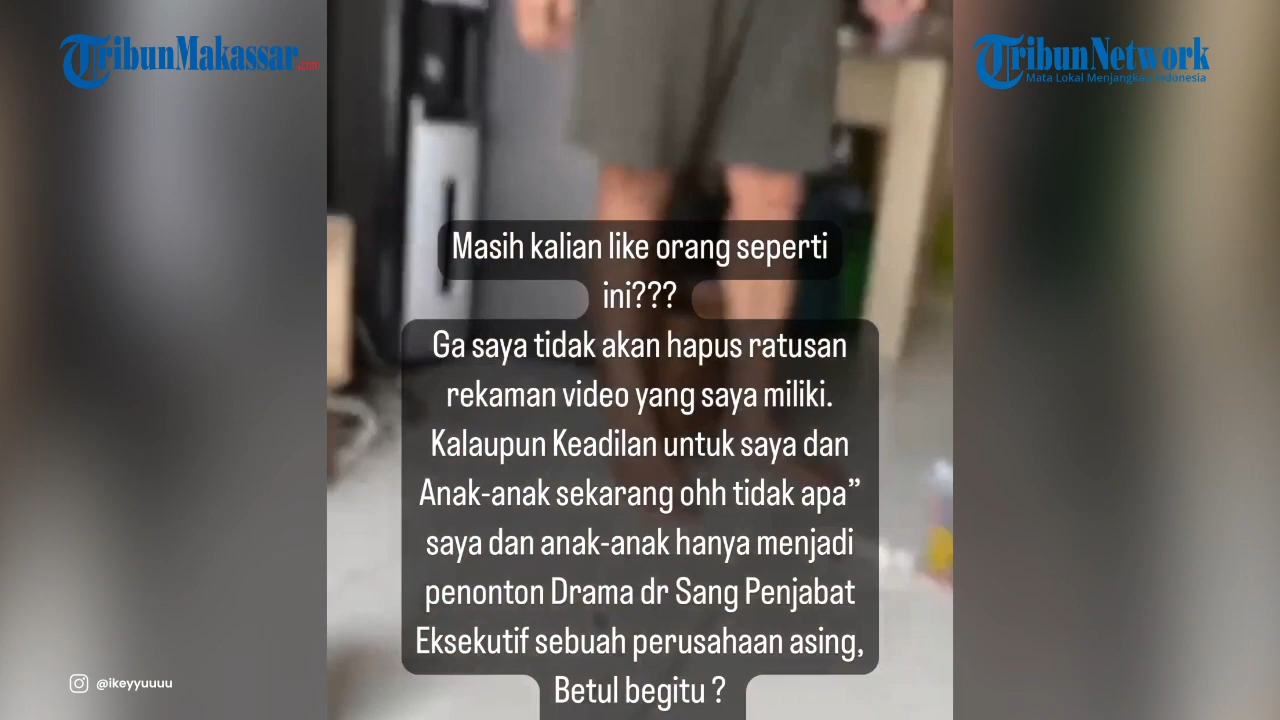 TribunMakassar.com
TribunNetwork
Mata Lokal Menjangkau Indonesia
Masih kalian like orang seperti
ini???
Ga saya tidak akan hapus ratusan
rekaman video yang saya miliki.
Kalaupun Keadilan untuk saya dan
Anak-anak sekarang ohh tidak apa”
saya dan anak-anak hanya menjadi
penonton Drama dr Sang Penjabat
Eksekutif sebuah perusahaan asing,
Betul begitu ?
@ikeyyuuuu